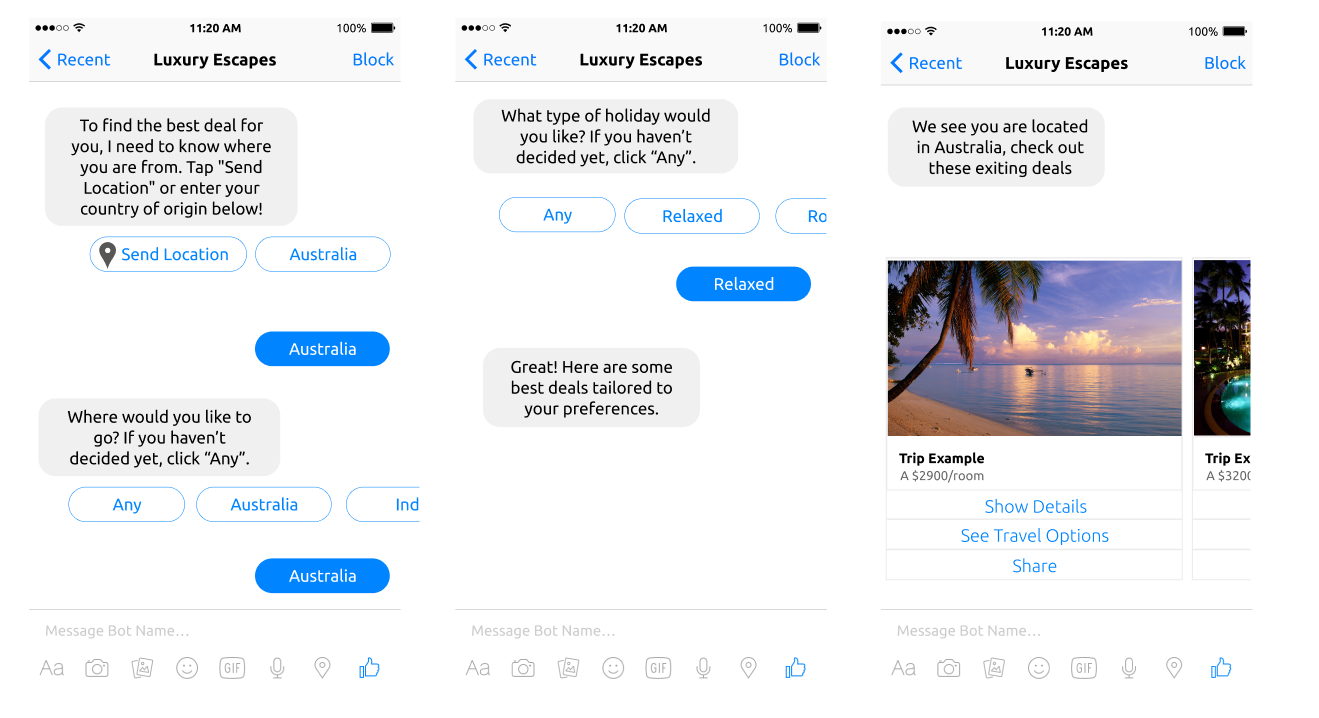 11:20 AM
100%
Recent
Luxury Escapes
Block
To find the best deal for
you, I need to know where
you are from. Tap "Send
Location" or enter your
country of origin below!
Send Location
Australia
Australia
Where would you like to
go? If you haven’t
decided yet, click “Any”.
Any
Australia
Ind
Australia
Message Bot Name...
Aa
GIF
11:20 AM
100%
Recent
Luxury Escapes
Block
What type of holiday would
you like? If you haven’t
decided yet, click “Any”.
Any
Relaxed
Ro
Relaxed
Great! Here are some
best deals tailored to
your preferences.
Message Bot Name...
Aa
GIF
11:20 AM
100%
Recent
Luxury Escapes
Block
We see you are located
in Australia, check out
these exiting deals
Trip Example
A $2900/room
Show Details
See Travel Options
Share
Trip Ex
A $3200
Message Bot Name...
Aa
GIF